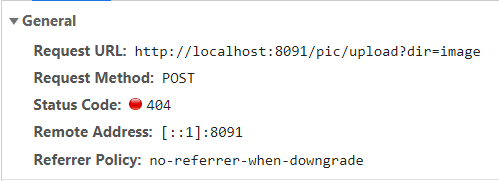 General
Request URL: http://localhost:8091/pic/upload?dir=image
Request Method: POST
Status Code: 404
Remote Address: [::1]:8091
Referrer Policy: no-referrer-when-downgrade